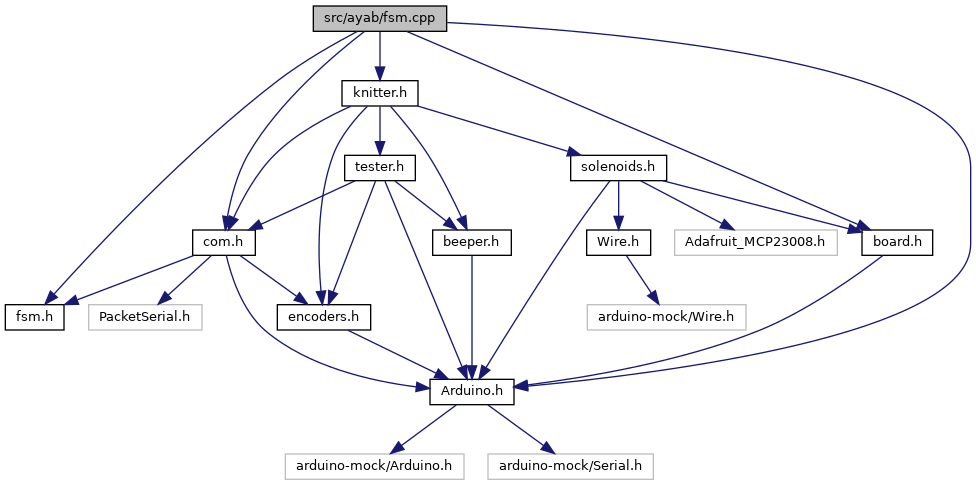 src/ayab/fsm.cpp
knitter.h
tester.h
solenoids.h
com.h
beeper.h
Wire.h
Adafruit_MCP23008.h
board.h
fsm.h
PacketSerial.h
encoders.h
arduino-mock/Wire.h
Arduino.h
arduino-mock/Arduino.h
arduino-mock/Serial.h